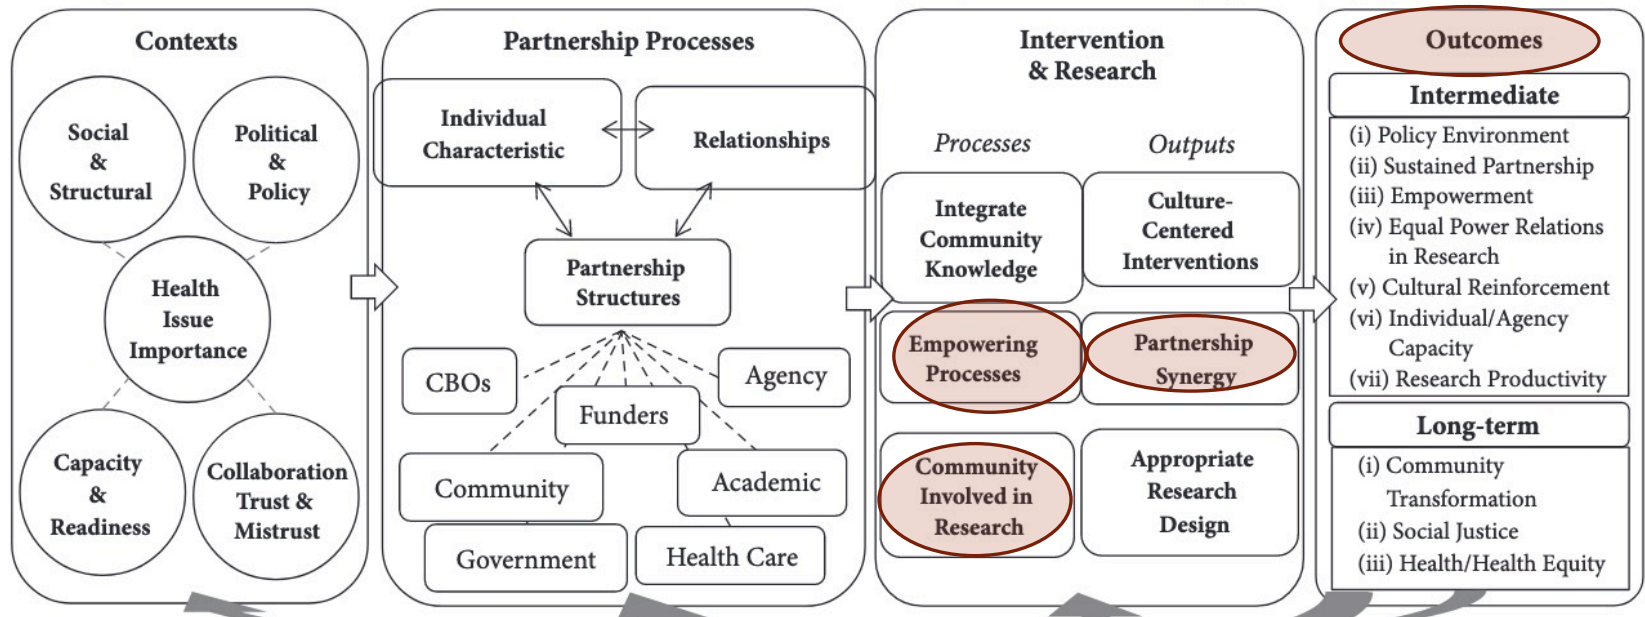 Contexts
Social
&
Structural
Political
&
Policy
Health
Issue
Importance
Capacity
&
Readiness
Collaboration
Trust &
Mistrust
Partnership Processes
Individual
Characteristic
Relationships
Partnership
Structures
CBOs
Agency
Funders
Community
Academic
Government
Health Care
Intervention
& Research
Processes
Outputs
Integrate
Community
Knowledge
Culture-
Centered
Interventions
Empowering
Processes
Partnership
Synergy
Community
Involved in
Research
Appropriate
Research
Design
Outcomes
Intermediate
(i) Policy Environment
(ii) Sustained Partnership
(iii) Empowerment
(iv) Equal Power Relations
in Research
(v) Cultural Reinforcement
(vi) Individual/Agency
Capacity
(vii) Research Productivity
Long-term
(i) Community
Transformation
(ii) Social Justice
(iii) Health/Health Equity